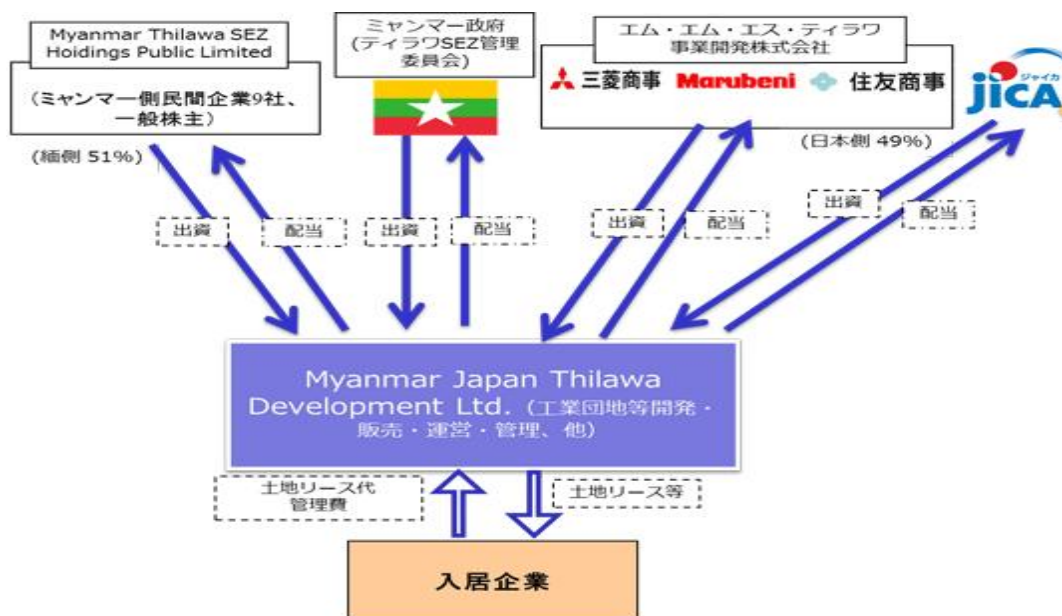 Myanmar Thilawa SEZ
Hoidings Public Limited
(ミャンマー側民間企業9社、
一般株主)
(緬側 51%)
ミャンマー政府
(ティラワSEZ管理
委員会)
エム・エム・エス・ティラワ
事業開発株式会社
三菱商事 Marubeni 住友商事
(日本側 49%)
ジャイカ
jICA
出資
配当
出資
配当
出資
配当
出資
配当
Myanmar Japan Thilawa
Development Ltd. (工業団地等開発・
販売・運営・管理、他)
土地リース代
管理費
土地リース等
入居企業